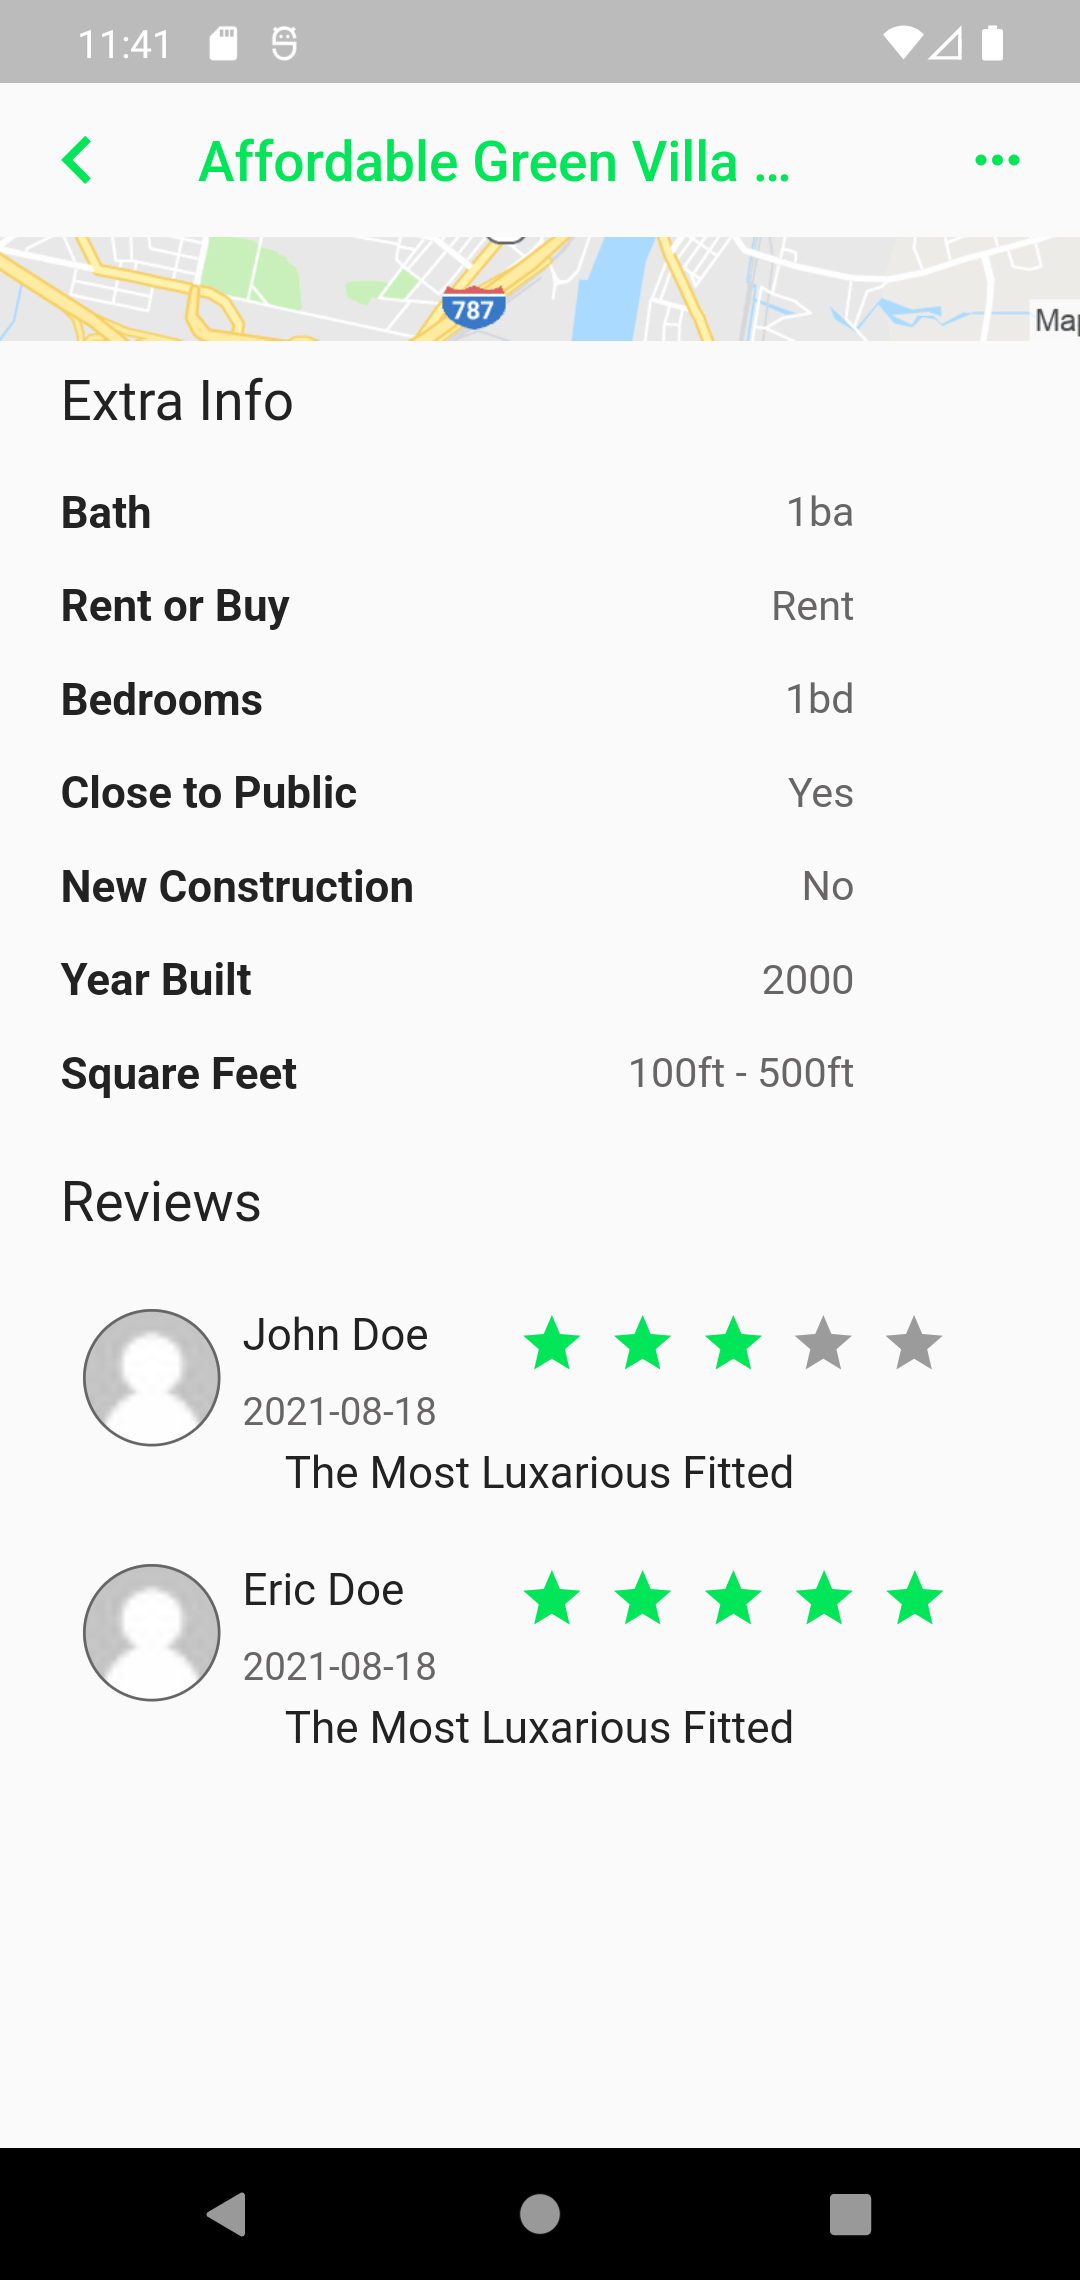 11:41
Affordable Green Villa ...
787
Map
Extra Info
Bath 1ba
Rent or Buy Rent
Bedrooms 1bd
Close to Public Yes
New Construction No
Year Built 2000
Square Feet 100ft - 500ft
Reviews
John Doe
2021-08-18
The Most Luxarious Fitted
Eric Doe
2021-08-18
The Most Luxarious Fitted